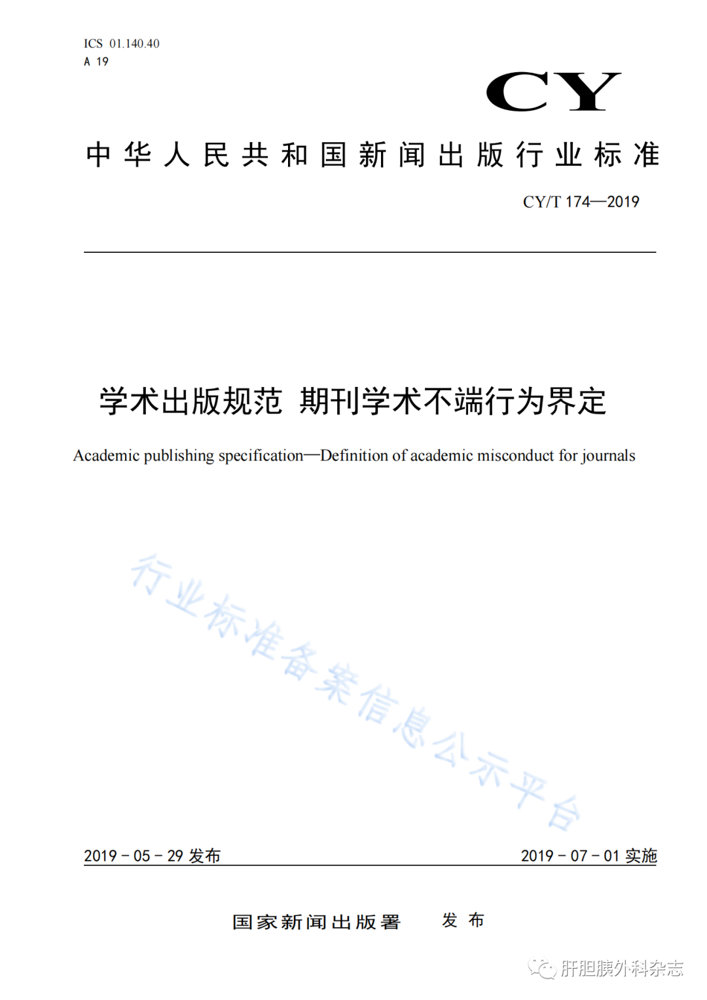 ICS 01.140.40
A 19
CY
中华人民共和国新闻出版行业标准
CY/T 174—2019
学术出版规范 期刊学术不端行为界定
Academic publishing specification—Definition of academic misconduct for journals
行业标准备案信息公示平台
2019－05－29 发布
2019－07－01 实施
国家新闻出版署 发布
肝胆胰外科杂志